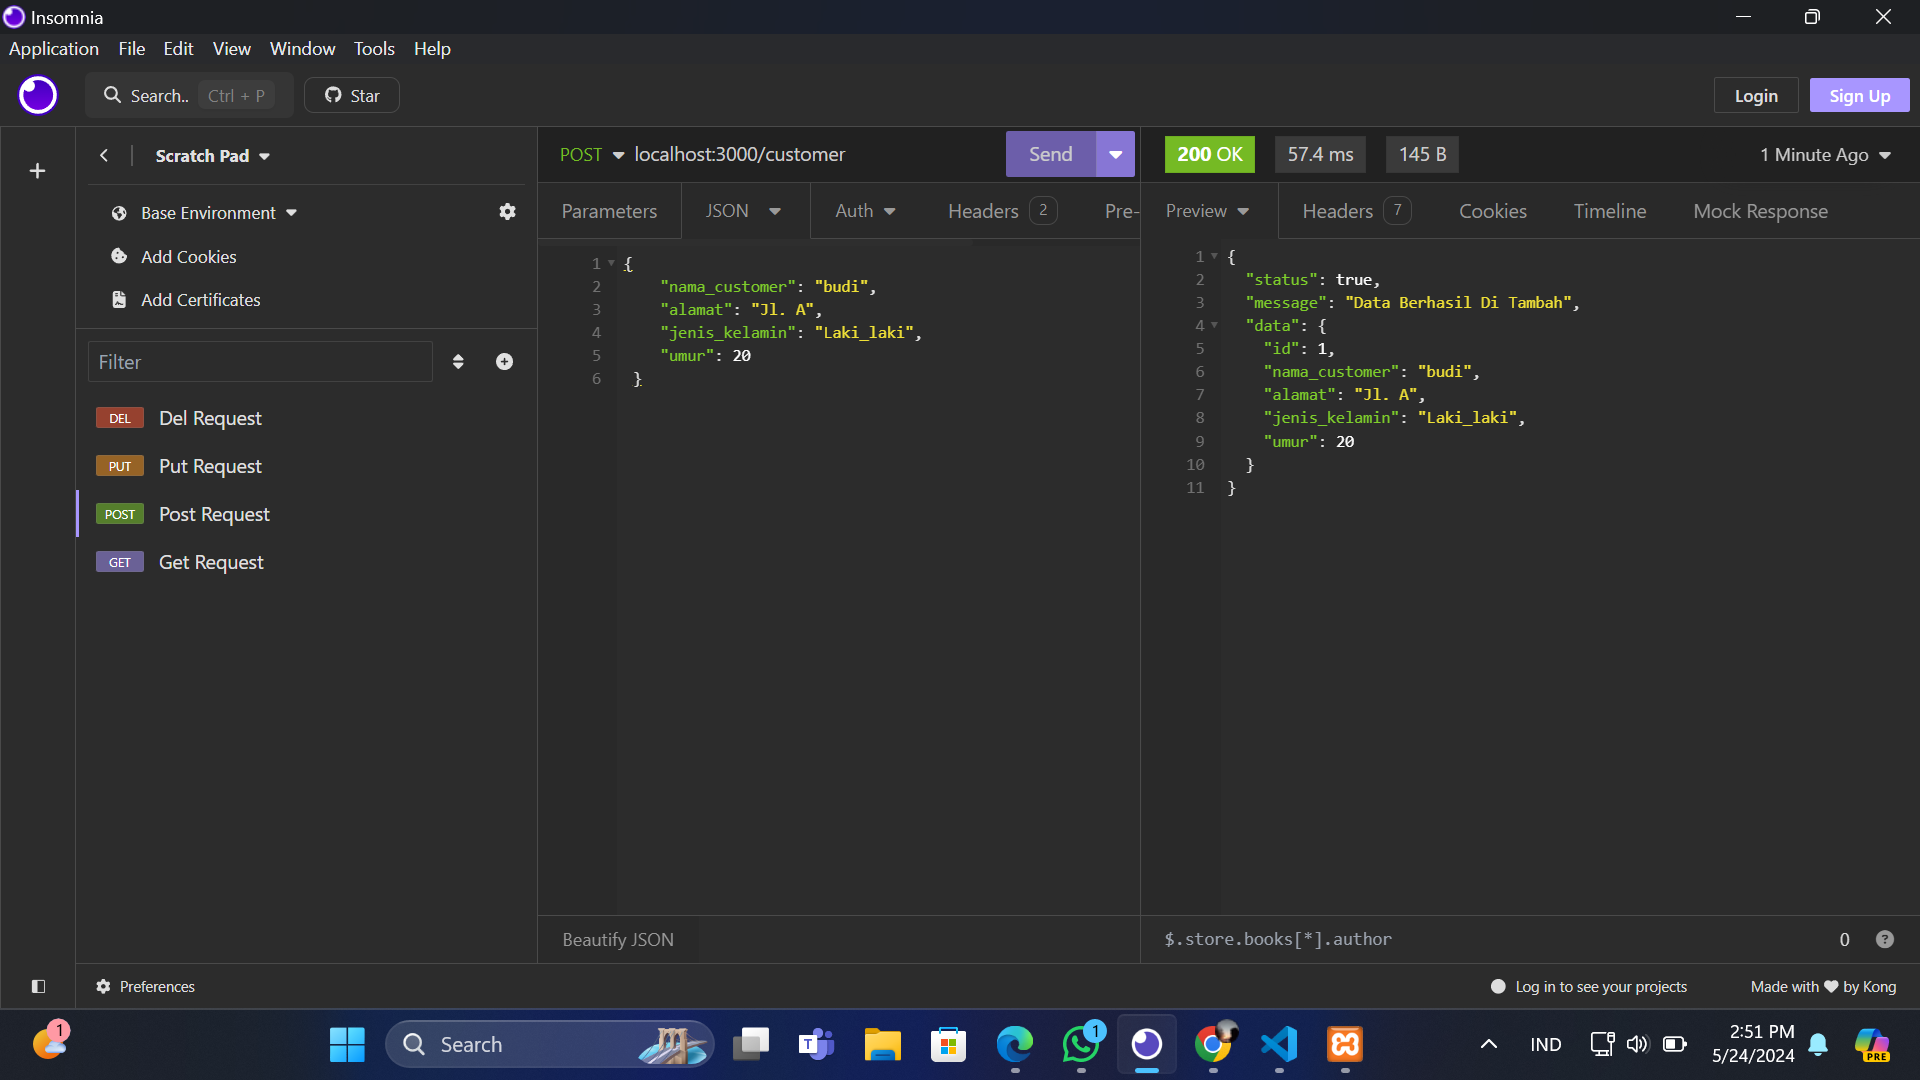 Insomnia
Application File Edit View Window Tools Help
Search.. Ctrl + P Star Login Sign Up
Scratch Pad
Base Environment
Add Cookies
Add Certificates
Filter
DEL Del Request
PUT Put Request
POST Post Request
GET Get Request
POST localhost:3000/customer Send
Parameters JSON Auth Headers 2 Pre-
1 {
2 "nama_customer": "budi",
3 "alamat": "Jl. A",
4 "jenis_kelamin": "Laki_laki",
5 "umur": 20
6 }
Beautify JSON
200 OK 57.4 ms 145 B 1 Minute Ago
Preview Headers 7 Cookies Timeline Mock Response
1 {
2 "status": true,
3 "message": "Data Berhasil Di Tambah",
4 "data": {
5 "id": 1,
6 "nama_customer": "budi",
7 "alamat": "Jl. A",
8 "jenis_kelamin": "Laki_laki",
9 "umur": 20
10 }
11 }
$.store.books[*].author 0 ?
Preferences Log in to see your projects Made with ♥ by Kong
1 Search T 1 IND 2:51 PM
5/24/2024 PRE